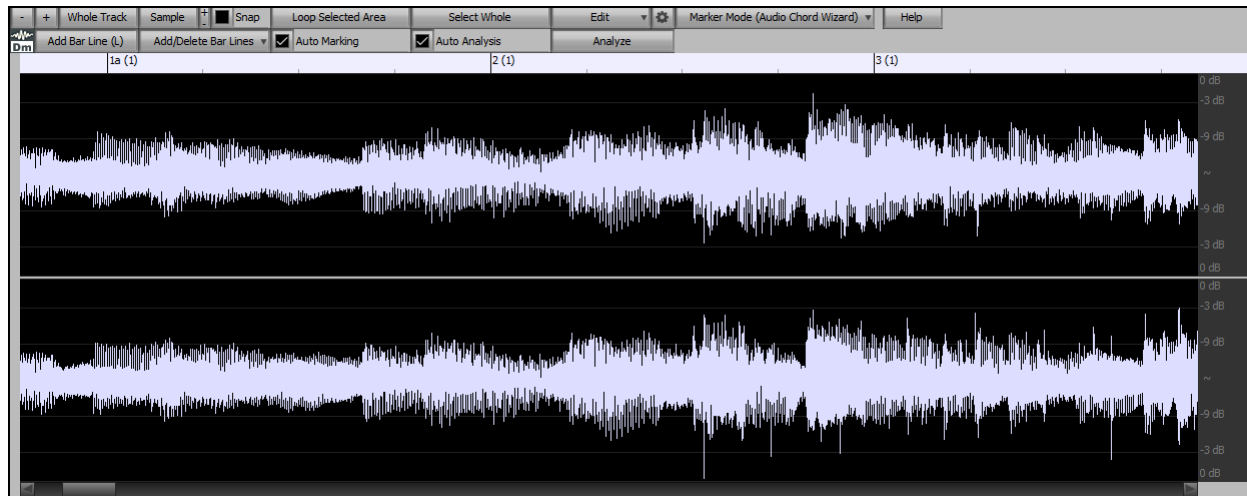 - + Whole Track Sample + - Snap Loop Selected Area Select Whole Edit Marker Mode (Audio Chord Wizard) Help
Dm Add Bar Line (L) Add/Delete Bar Lines Auto Marking Auto Analysis Analyze
1a (1) 2 (1) 3 (1)
0 dB
-3 dB
-9 dB
~
-9 dB
-3 dB
0 dB
0 dB
-3 dB
-9 dB
~
-9 dB
-3 dB
0 dB